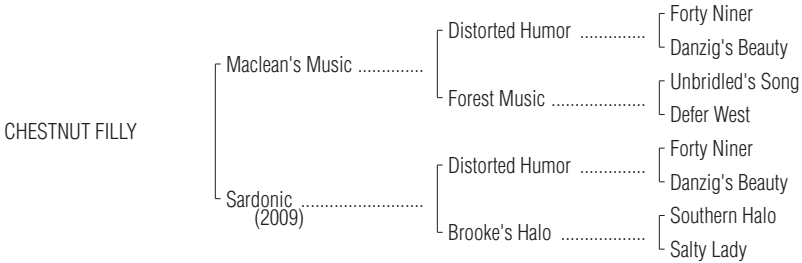 Forty Niner
Distorted Humor ..............
Danzig's Beauty
Maclean's Music ..............
Unbridled's Song
Forest Music ....................
Defer West
CHESTNUT FILLY
Forty Niner
Distorted Humor ..............
Danzig's Beauty
Sardonic ..........................
(2009)
Southern Halo
Brooke's Halo ..................
Salty Lady